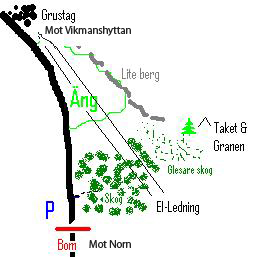 Grustag
Mot Vikmanshyttan
Lite berg
Äng
Taket &
Granen
Glesare skog
Skog
El-Ledning
P
Bom
Mot Norn